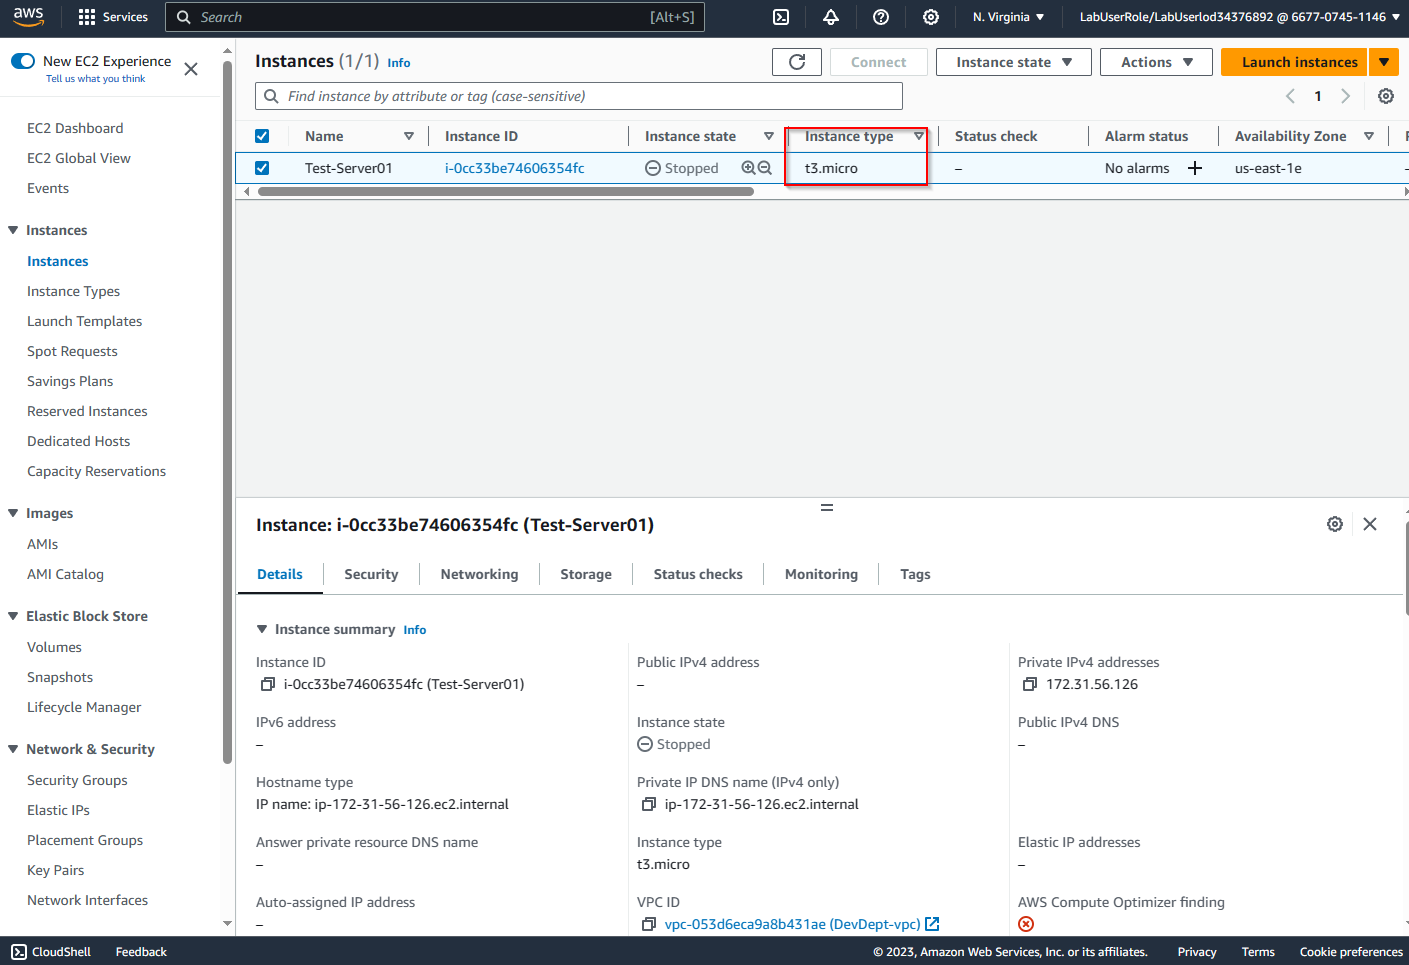 aws
Services
Search
[Alt+S]
N. Virginia
LabUserRole/LabUserlod34376892 @ 6677-0745-1146
New EC2 Experience
Tell us what you think
EC2 Dashboard
EC2 Global View
Events
Instances
Instances
Instance Types
Launch Templates
Spot Requests
Savings Plans
Reserved Instances
Dedicated Hosts
Capacity Reservations
Images
AMIs
AMI Catalog
Elastic Block Store
Volumes
Snapshots
Lifecycle Manager
Network & Security
Security Groups
Elastic IPs
Placement Groups
Key Pairs
Network Interfaces
Instances (1/1) Info
Connect
Instance state
Actions
Launch instances
Find instance by attribute or tag (case-sensitive)
1
Name Instance ID Instance state Instance type Status check Alarm status Availability Zone
Test-Server01 i-0cc33be74606354fc Stopped t3.micro – No alarms + us-east-1e
Instance: i-0cc33be74606354fc (Test-Server01)
Details Security Networking Storage Status checks Monitoring Tags
Instance summary Info
Instance ID
i-0cc33be74606354fc (Test-Server01)
Public IPv4 address
–
Private IPv4 addresses
172.31.56.126
IPv6 address
–
Instance state
Stopped
Public IPv4 DNS
–
Hostname type
IP name: ip-172-31-56-126.ec2.internal
Private IP DNS name (IPv4 only)
ip-172-31-56-126.ec2.internal
Answer private resource DNS name
–
Instance type
t3.micro
Elastic IP addresses
–
Auto-assigned IP address
–
VPC ID
vpc-053d6eca9a8b431ae (DevDept-vpc)
AWS Compute Optimizer finding
CloudShell
Feedback
© 2023, Amazon Web Services, Inc. or its affiliates.
Privacy
Terms
Cookie preferences